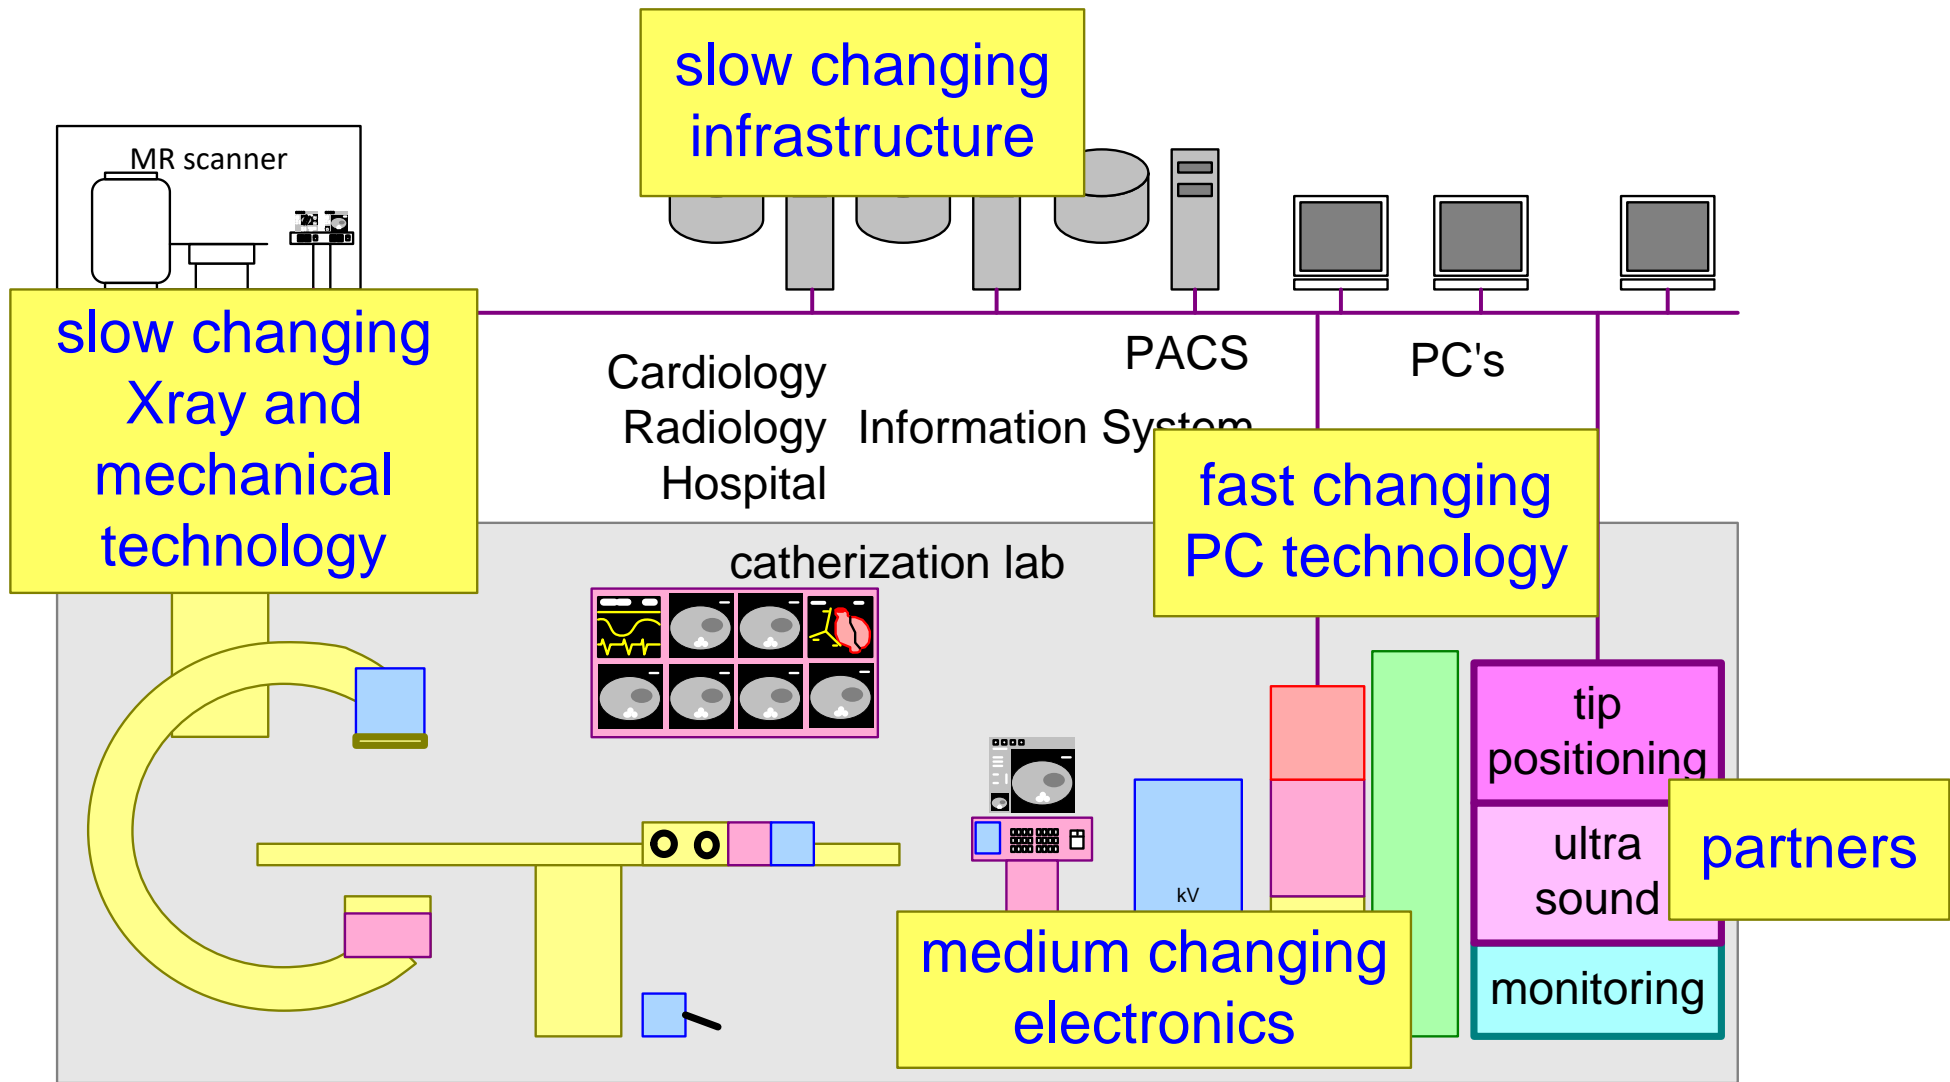 slow changing
infrastructure
MR scanner
slow changing
Xray and
mechanical
technology
PACS
PC's
Cardiology
Radiology Information System
Hospital
fast changing
PC technology
catherization lab
tip
positioning
ultra
sound
partners
monitoring
kV
medium changing
electronics